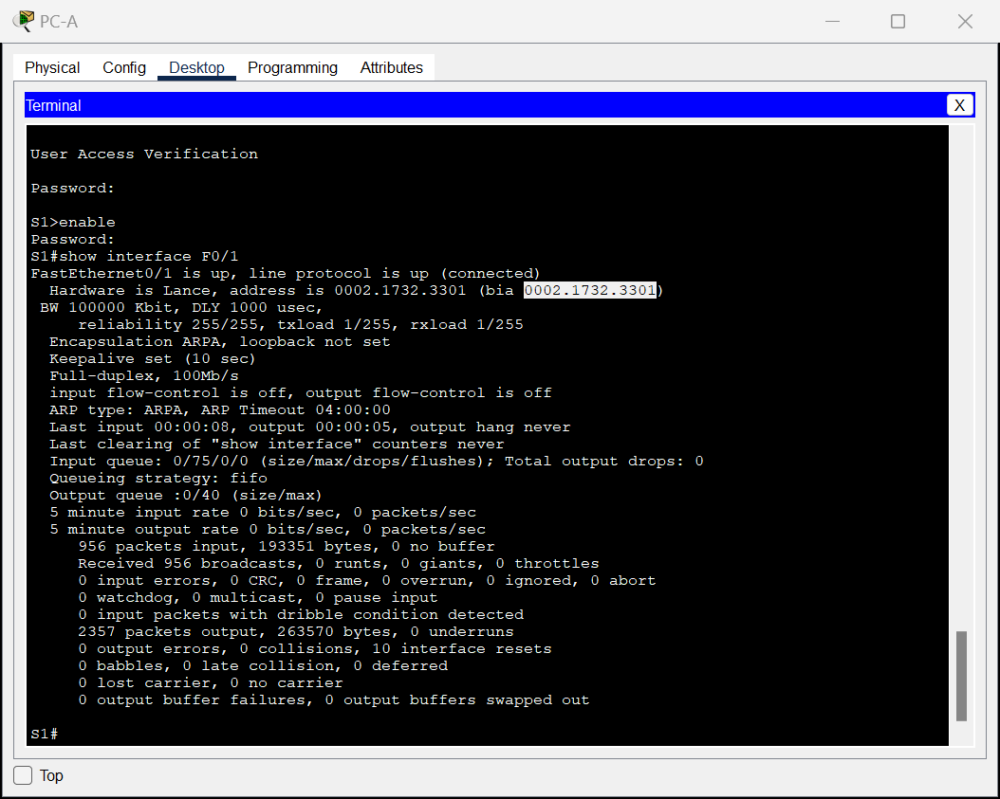 PC-A
Physical Config Desktop Programming Attributes
Terminal X
User Access Verification
Password:
S1>enable
Password:
S1#show interface F0/1
FastEthernet0/1 is up, line protocol is up (connected)
Hardware is Lance, address is 0002.1732.3301 (bia 0002.1732.3301)
BW 100000 Kbit, DLY 1000 usec,
reliability 255/255, txload 1/255, rxload 1/255
Encapsulation ARPA, loopback not set
Keepalive set (10 sec)
Full-duplex, 100Mb/s
input flow-control is off, output flow-control is off
ARP type: ARPA, ARP Timeout 04:00:00
Last input 00:00:08, output 00:00:05, output hang never
Last clearing of "show interface" counters never
Input queue: 0/75/0/0 (size/max/drops/flushes); Total output drops: 0
Queueing strategy: fifo
Output queue :0/40 (size/max)
5 minute input rate 0 bits/sec, 0 packets/sec
5 minute output rate 0 bits/sec, 0 packets/sec
956 packets input, 193351 bytes, 0 no buffer
Received 956 broadcasts, 0 runts, 0 giants, 0 throttles
0 input errors, 0 CRC, 0 frame, 0 overrun, 0 ignored, 0 abort
0 watchdog, 0 multicast, 0 pause input
0 input packets with dribble condition detected
2357 packets output, 263570 bytes, 0 underruns
0 output errors, 0 collisions, 10 interface resets
0 babbles, 0 late collision, 0 deferred
0 lost carrier, 0 no carrier
0 output buffer failures, 0 output buffers swapped out
S1#
Top